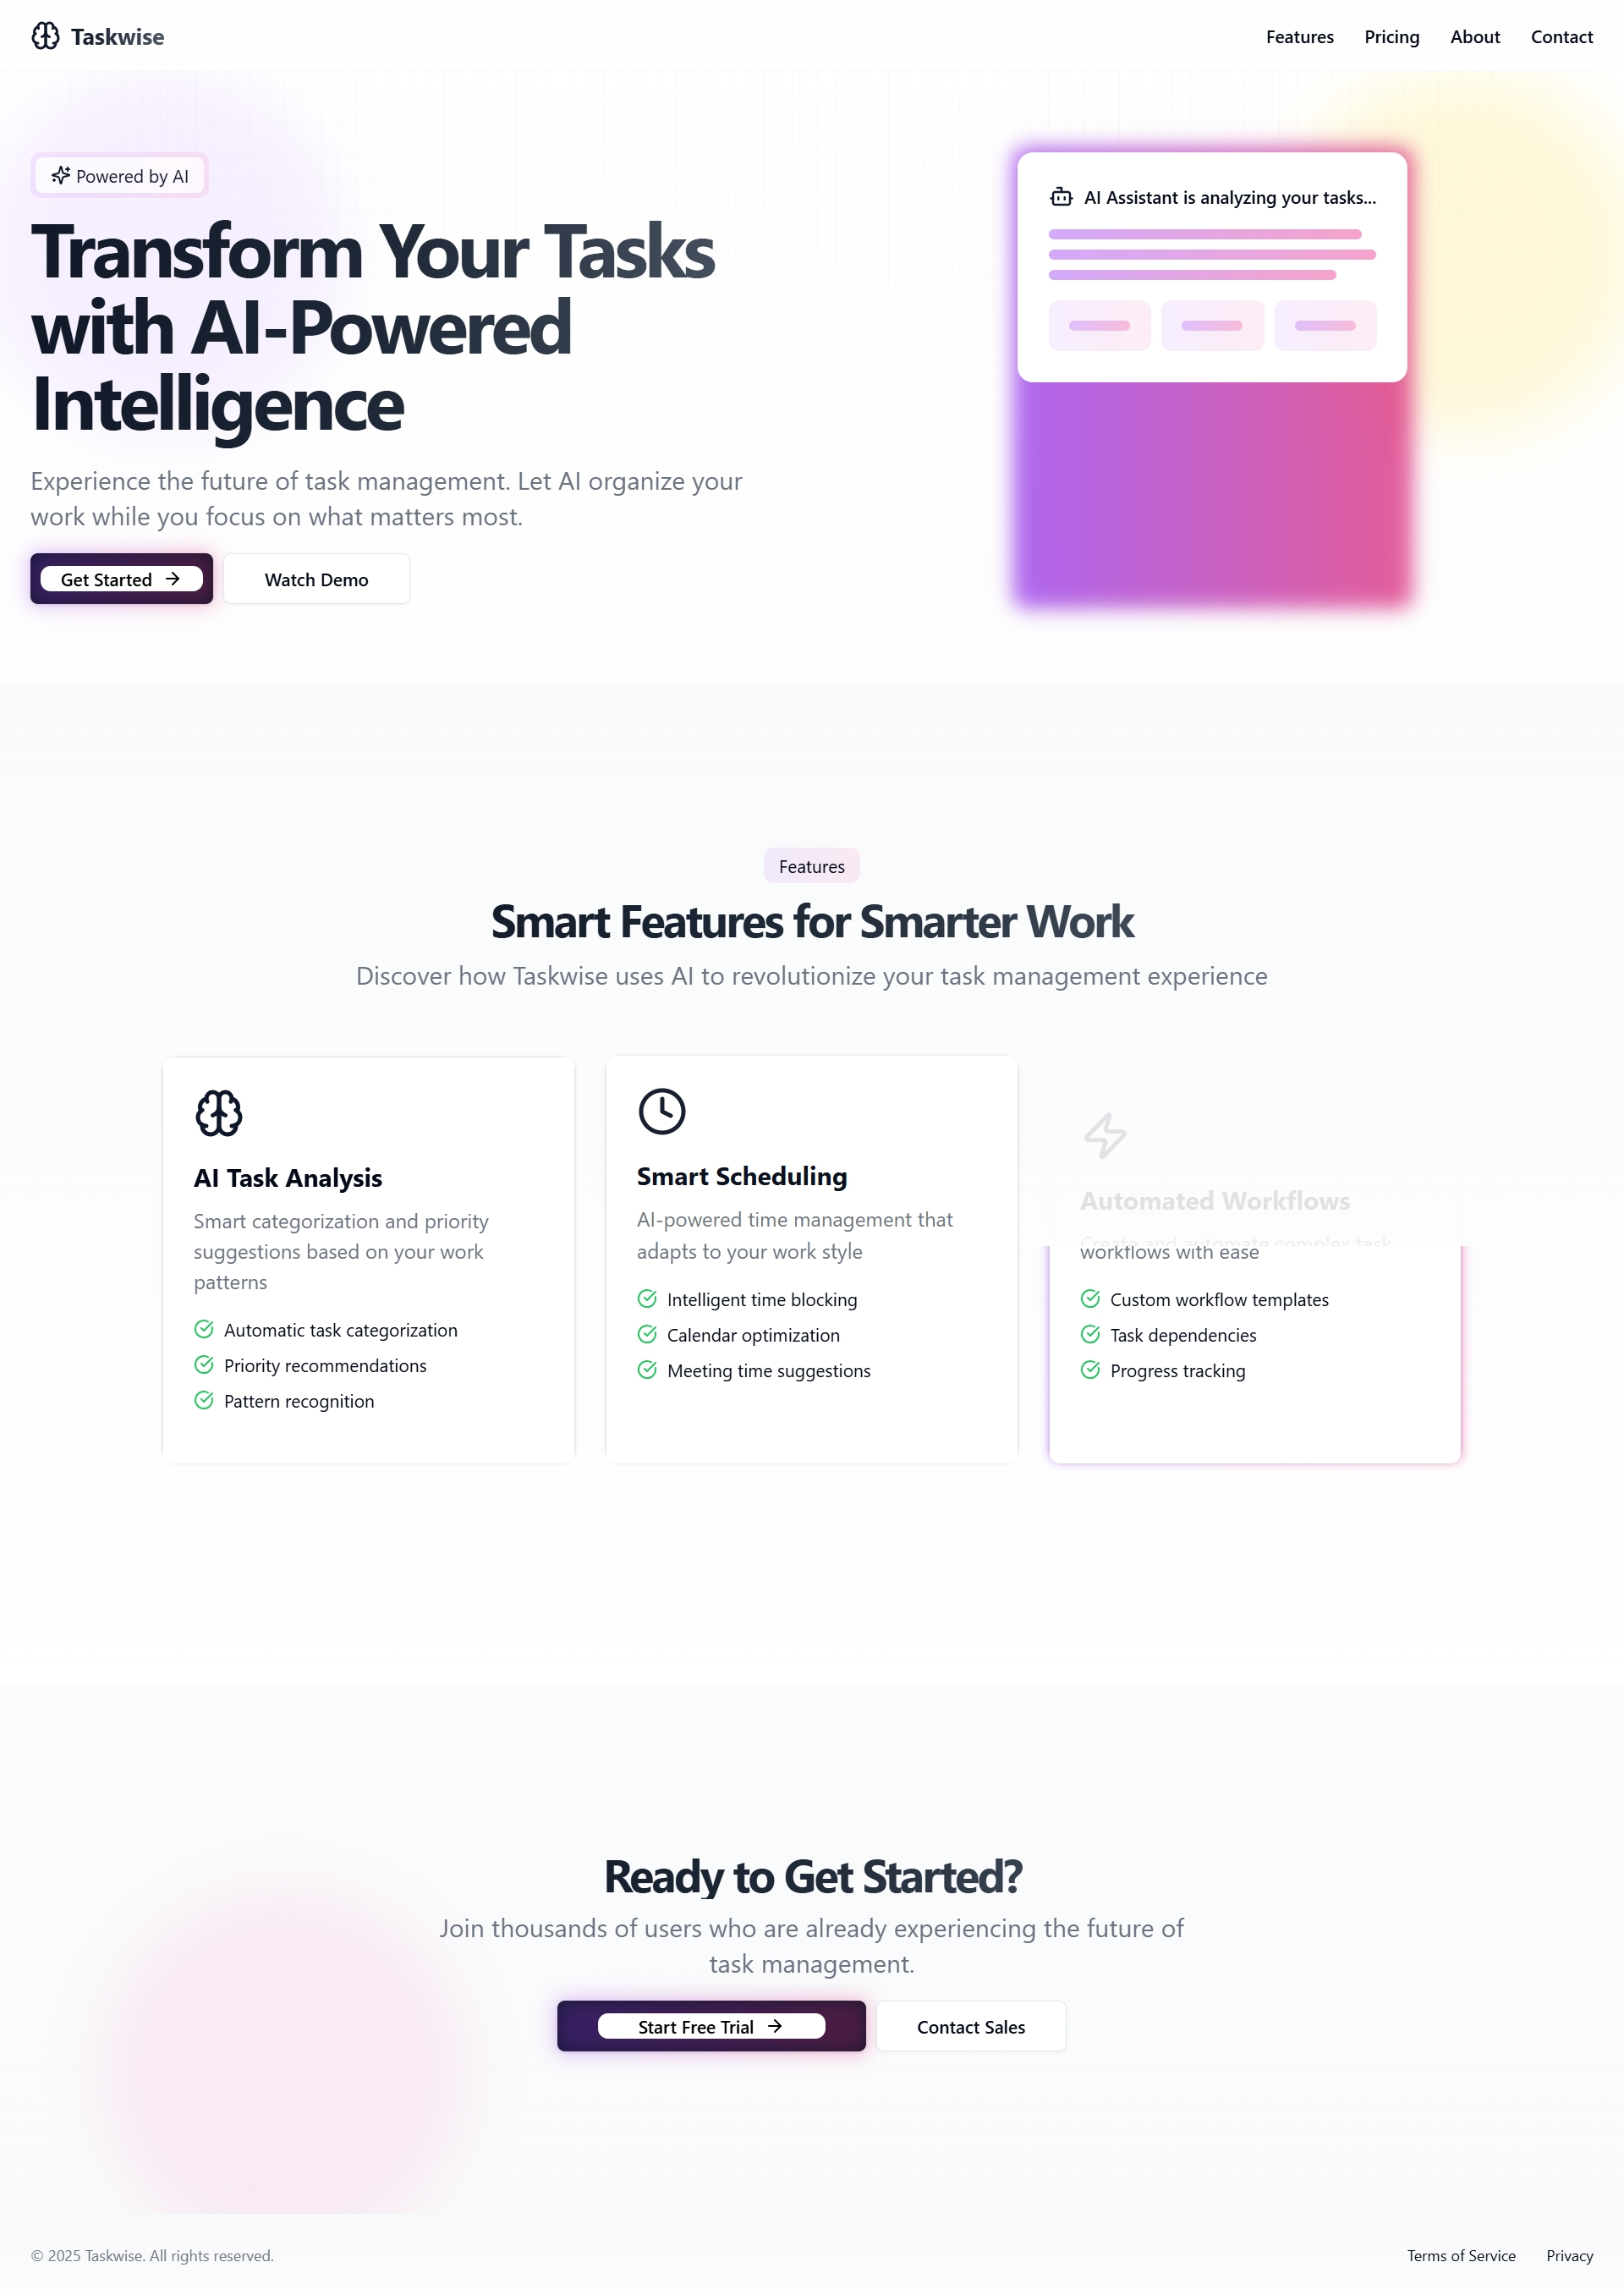 Taskwise
Features
Pricing
About
Contact
Powered by AI
Transform Your Tasks
with AI-Powered
Intelligence
Experience the future of task management. Let AI organize your
work while you focus on what matters most.
Get Started
Watch Demo
AI Assistant is analyzing your tasks...
Features
Smart Features for Smarter Work
Discover how Taskwise uses AI to revolutionize your task management experience
AI Task Analysis
Smart categorization and priority
suggestions based on your work
patterns
Automatic task categorization
Priority recommendations
Pattern recognition
Smart Scheduling
AI-powered time management that
adapts to your work style
Intelligent time blocking
Calendar optimization
Meeting time suggestions
Automated Workflows
Create and automate complex task
workflows with ease
Custom workflow templates
Task dependencies
Progress tracking
Ready to Get Started?
Join thousands of users who are already experiencing the future of
task management.
Start Free Trial
Contact Sales
© 2025 Taskwise. All rights reserved.
Terms of Service
Privacy